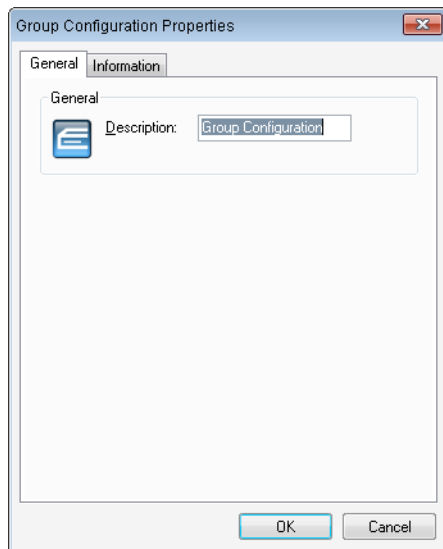 Group Configuration Properties
General Information
General
Description: Group Configuration
OK Cancel